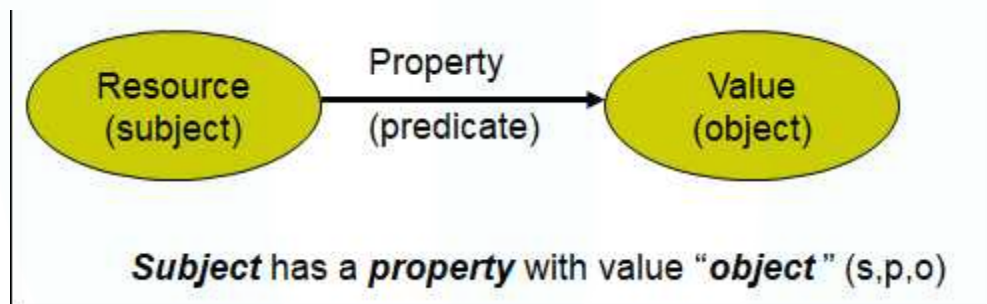 Resource
(subject)
Property
(predicate)
Value
(object)
Subject has a property with value “object” (s,p,o)